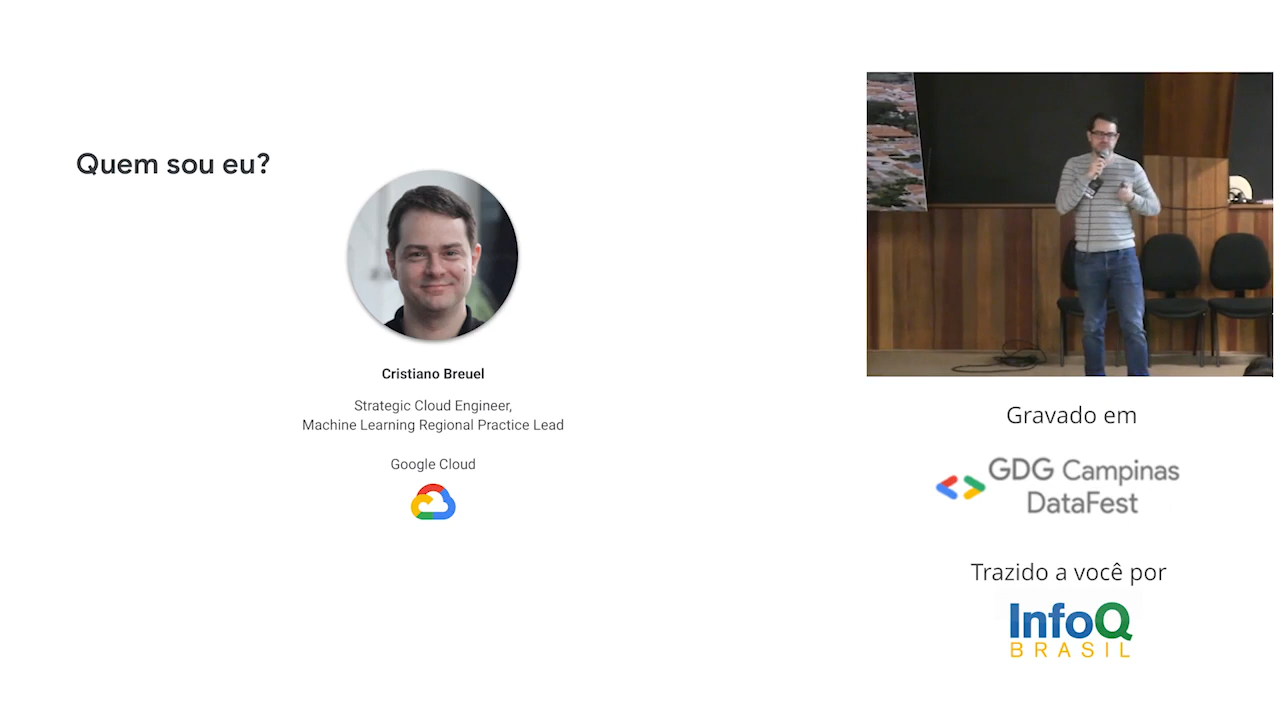 Quem sou eu?
Cristiano Breuel
Strategic Cloud Engineer,
Machine Learning Regional Practice Lead
Google Cloud
Gravado em
GDG Campinas
DataFest
Trazido a você por
InfoQ
BRASIL